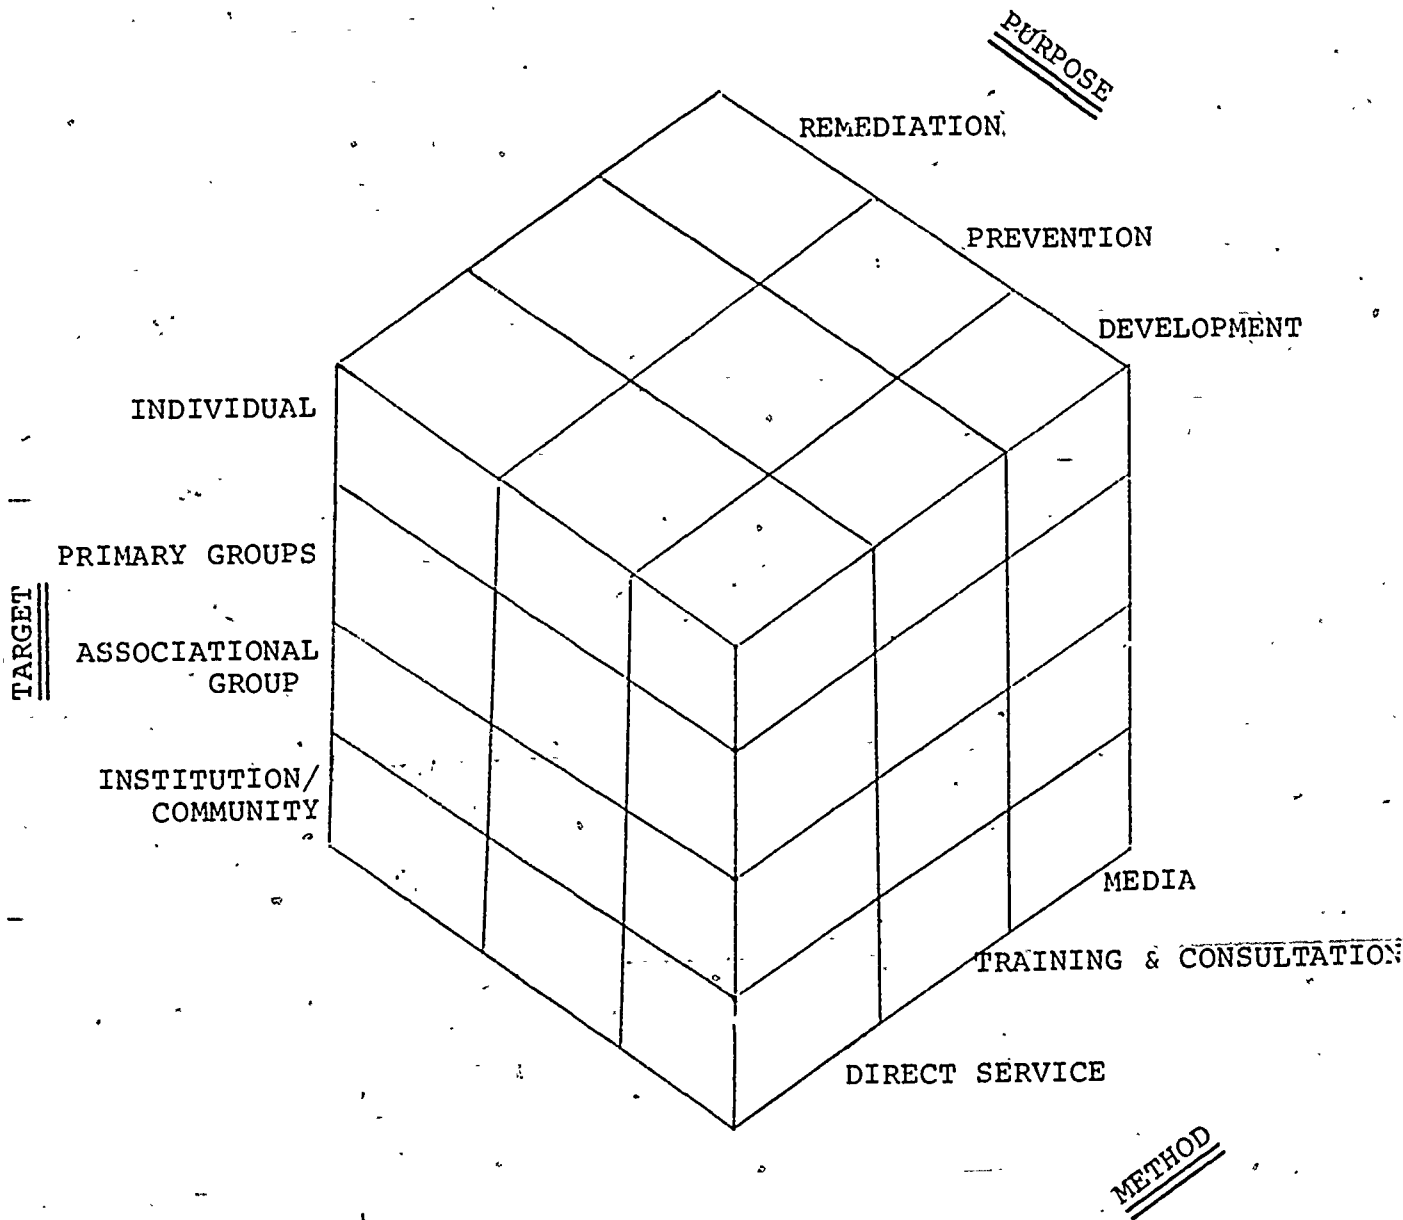 PURPOSE
REMEDIATION
PREVENTION
DEVELOPMENT
INDIVIDUAL
PRIMARY GROUPS
TARGET
ASSOCIATIONAL
GROUP
INSTITUTION/
COMMUNITY
MEDIA
TRAINING & CONSULTATION
DIRECT SERVICE
METHOD